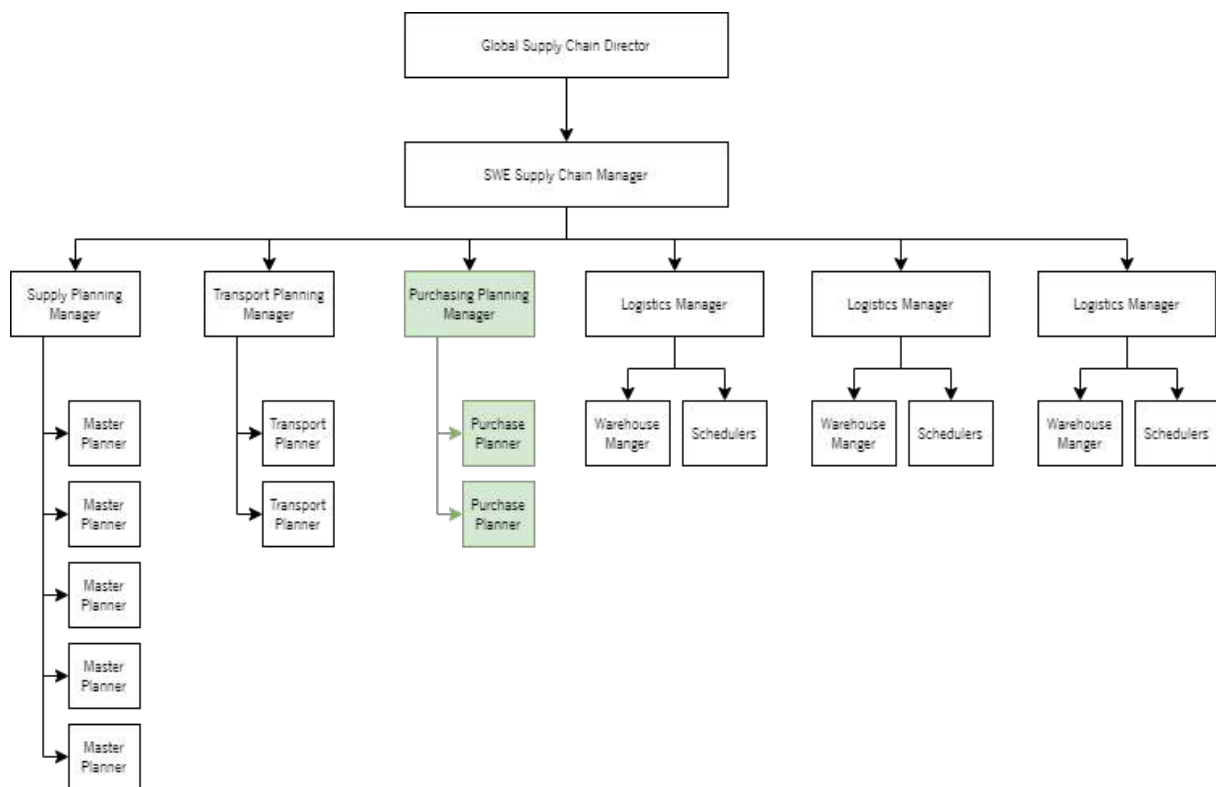 Global Supply Chain Director
SWE Supply Chain Manager
Supply Planning
Manager
Transport Planning
Manager
Purchasing Planning
Manager
Logistics Manager
Logistics Manager
Logistics Manager
Master
Planner
Master
Planner
Master
Planner
Master
Planner
Master
Planner
Transport
Planner
Transport
Planner
Purchase
Planner
Purchase
Planner
Warehouse
Manger
Schedulers
Warehouse
Manger
Schedulers
Warehouse
Manger
Schedulers